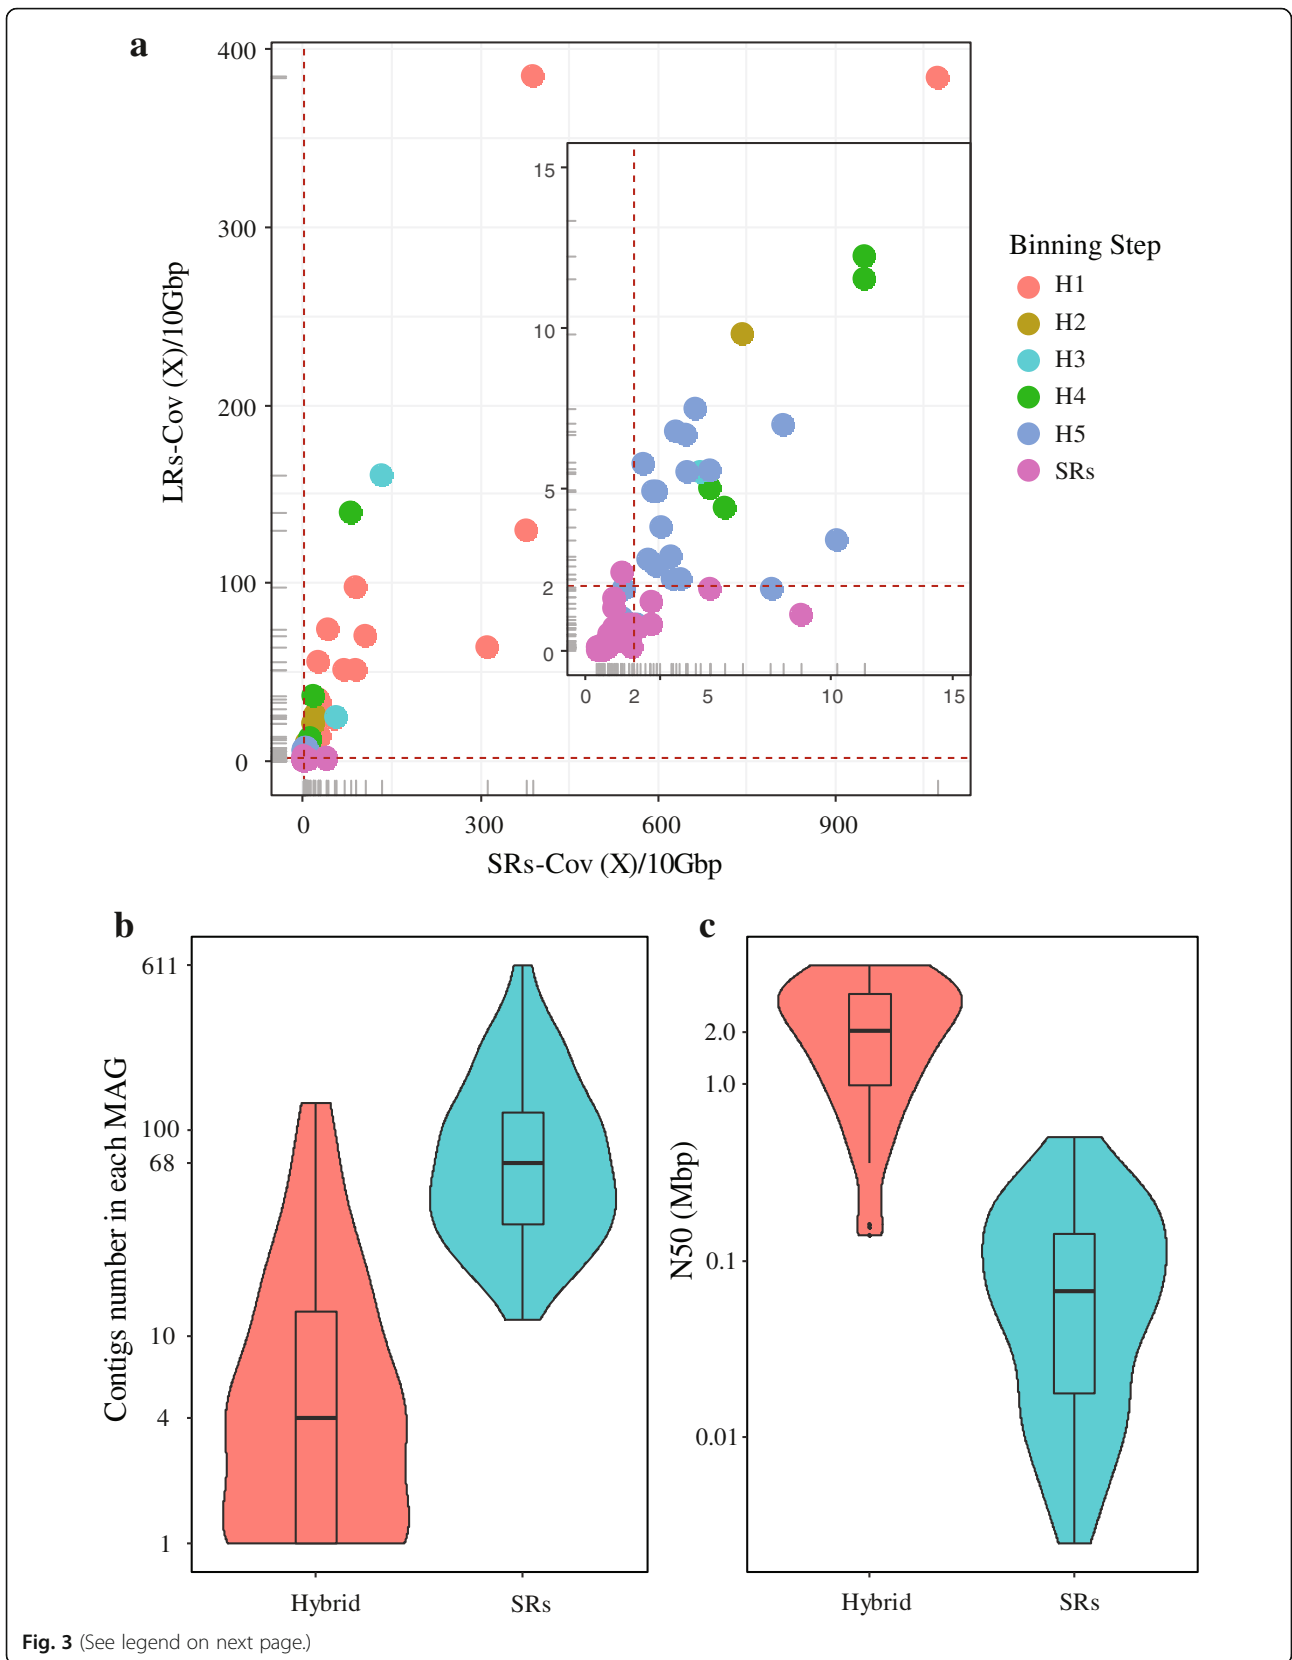 a
400
300
200
100
0
LRs-Cov (X)/10Gbp
15
10
5
2
0
0 2 5 10 15
0 300 600 900
SRs-Cov (X)/10Gbp
Binning Step
H1
H2
H3
H4
H5
SRs
b
611
100
68
10
4
1
Contigs number in each MAG
Hybrid SRs
c
2.0
1.0
0.1
0.01
N50 (Mbp)
Hybrid SRs
Fig. 3 (See legend on next page.)